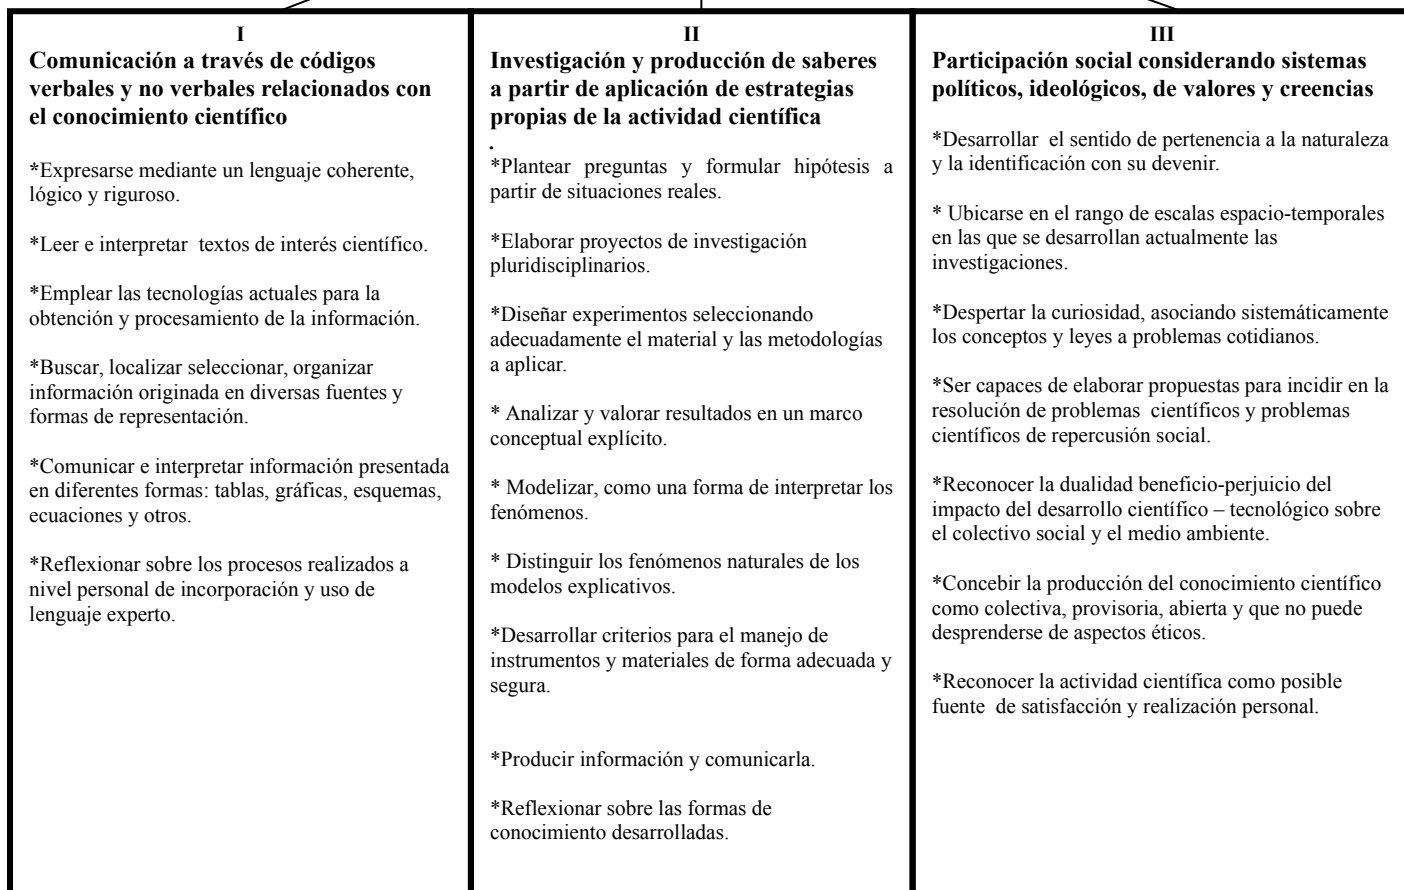 I
Comunicación a través de códigos
verbales y no verbales relacionados con
el conocimiento científico
*Expresarse mediante un lenguaje coherente,
lógico y riguroso.
*Leer e interpretar textos de interés científico.
*Emplear las tecnologías actuales para la
obtención y procesamiento de la información.
*Buscar, localizar seleccionar, organizar
información originada en diversas fuentes y
formas de representación.
*Comunicar e interpretar información presentada
en diferentes formas: tablas, gráficas, esquemas,
ecuaciones y otros.
*Reflexionar sobre los procesos realizados a
nivel personal de incorporación y uso de
lenguaje experto.
II
Investigación y producción de saberes
a partir de aplicación de estrategias
propias de la actividad científica
.
*Plantear preguntas y formular hipótesis a
partir de situaciones reales.
*Elaborar proyectos de investigación
pluridisciplinarios.
*Diseñar experimentos seleccionando
adecuadamente el material y las metodologías
a aplicar.
* Analizar y valorar resultados en un marco
conceptual explícito.
* Modelizar, como una forma de interpretar los
fenómenos.
* Distinguir los fenómenos naturales de los
modelos explicativos.
*Desarrollar criterios para el manejo de
instrumentos y materiales de forma adecuada y
segura.
*Producir información y comunicarla.
*Reflexionar sobre las formas de
conocimiento desarrolladas.
III
Participación social considerando sistemas
políticos, ideológicos, de valores y creencias
*Desarrollar el sentido de pertenencia a la naturaleza
y la identificación con su devenir.
* Ubicarse en el rango de escalas espacio-temporales
en las que se desarrollan actualmente las
investigaciones.
*Despertar la curiosidad, asociando sistemáticamente
los conceptos y leyes a problemas cotidianos.
*Ser capaces de elaborar propuestas para incidir en la
resolución de problemas científicos y problemas
científicos de repercusión social.
*Reconocer la dualidad beneficio-perjuicio del
impacto del desarrollo científico – tecnológico sobre
el colectivo social y el medio ambiente.
*Concebir la producción del conocimiento científico
como colectiva, provisoria, abierta y que no puede
desprenderse de aspectos éticos.
*Reconocer la actividad científica como posible
fuente de satisfacción y realización personal.